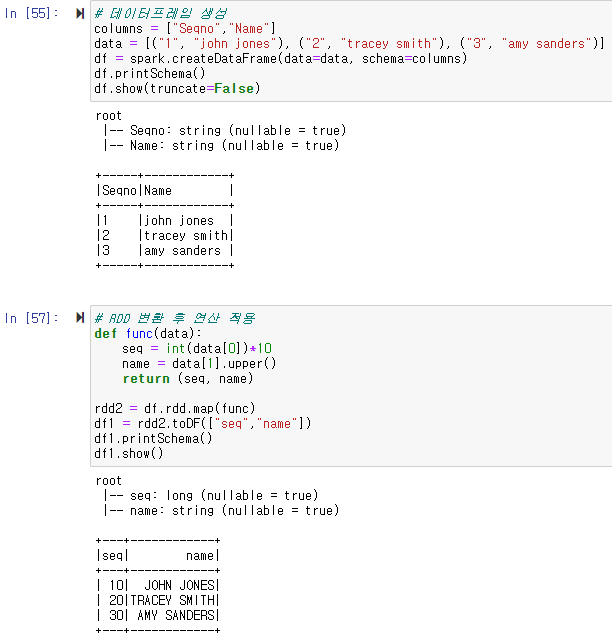 In [55]: # 데이터프레임 생성
columns = ["Seqno","Name"]
data = [("1", "john jones"), ("2", "tracey smith"), ("3", "amy sanders")]
df = spark.createDataFrame(data=data, schema=columns)
df.printSchema()
df.show(truncate=False)
root
 |-- Seqno: string (nullable = true)
 |-- Name: string (nullable = true)
+-----+------------+
|Seqno|Name        |
+-----+------------+
|1    |john jones  |
|2    |tracey smith|
|3    |amy sanders |
+-----+------------+
In [57]: # RDD 변환 후 연산 적용
def func(data):
    seq = int(data[0])*10
    name = data[1].upper()
    return (seq, name)
rdd2 = df.rdd.map(func)
df1 = rdd2.toDF(["seq","name"])
df1.printSchema()
df1.show()
root
 |-- seq: long (nullable = true)
 |-- name: string (nullable = true)
+---+------------+
|seq|        name|
+---+------------+
| 10|  JOHN JONES|
| 20|TRACEY SMITH|
| 30| AMY SANDERS|
+---+------------+